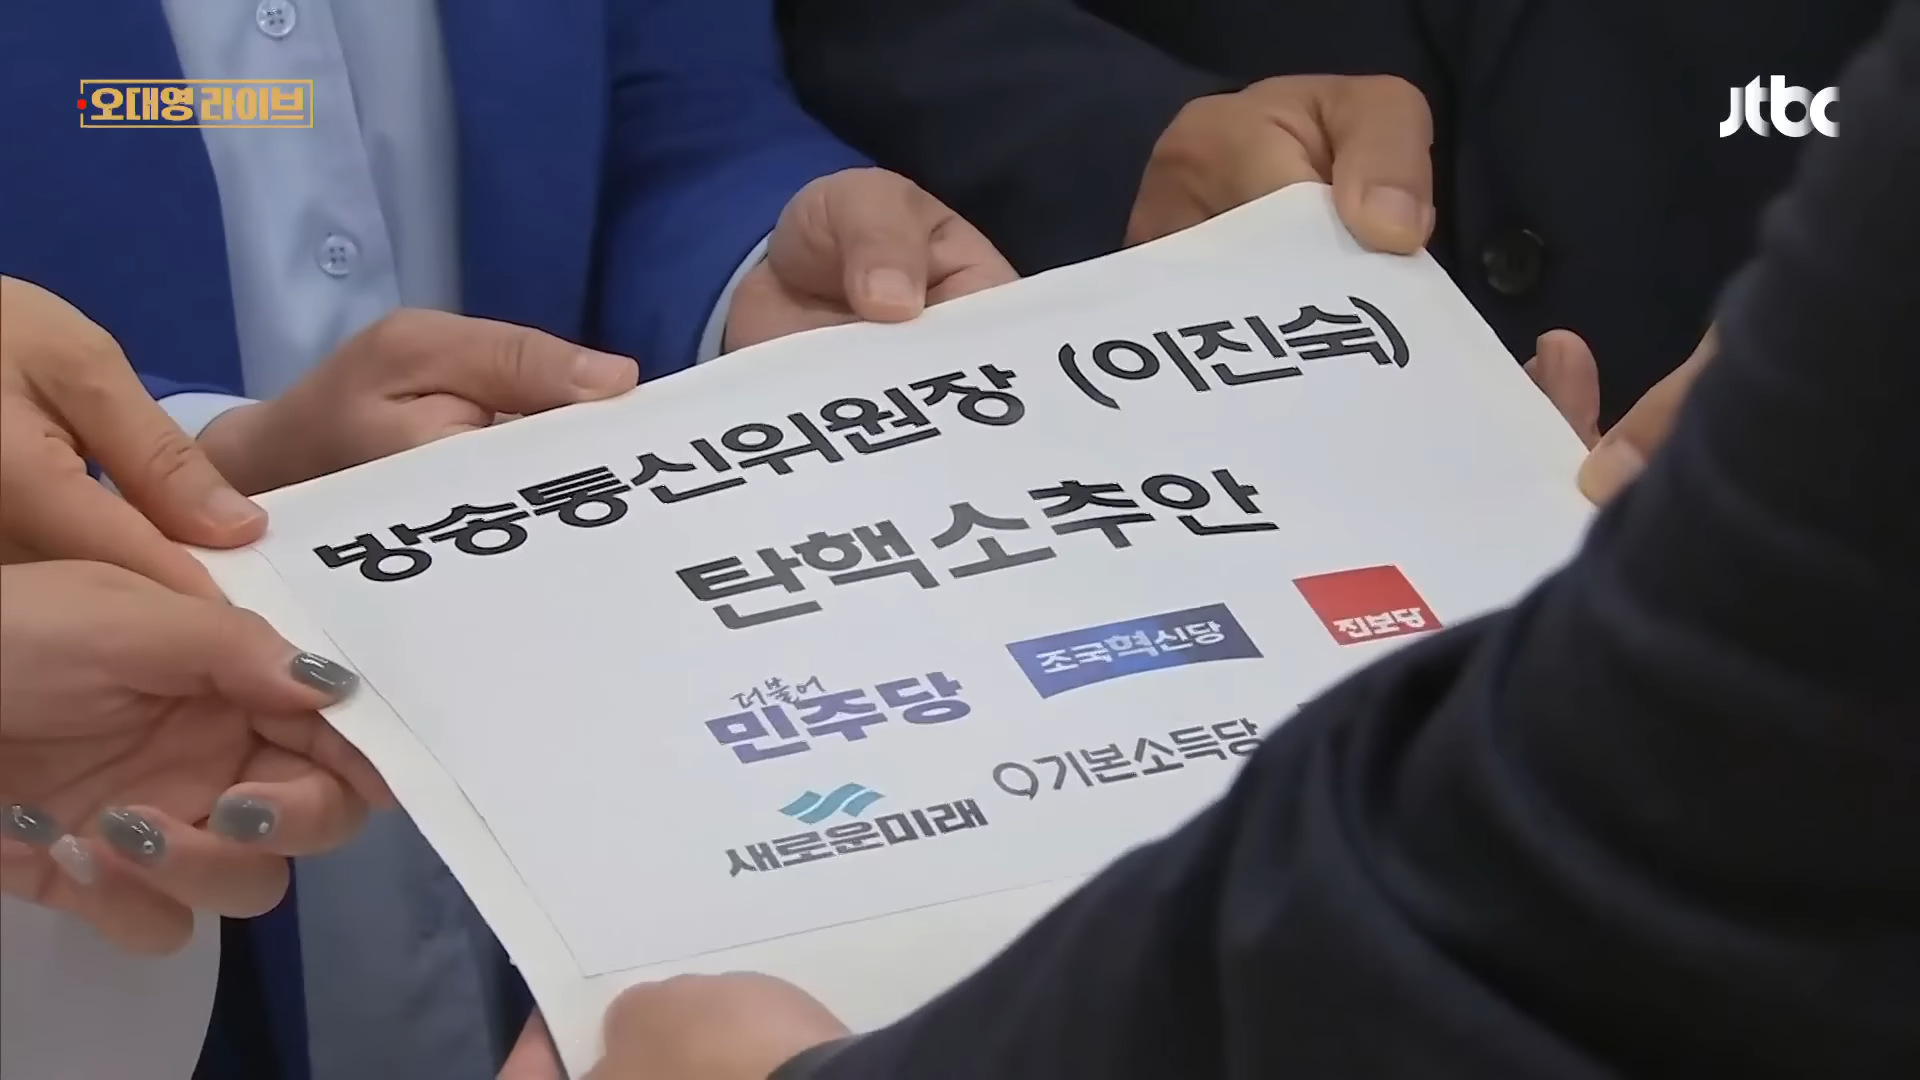 오대영 라이브
jtbc
방송통신위원장 (이진숙)
탄핵소추안
더불어
민주당
조국혁신당
진보당
새로운미래
기본소득당